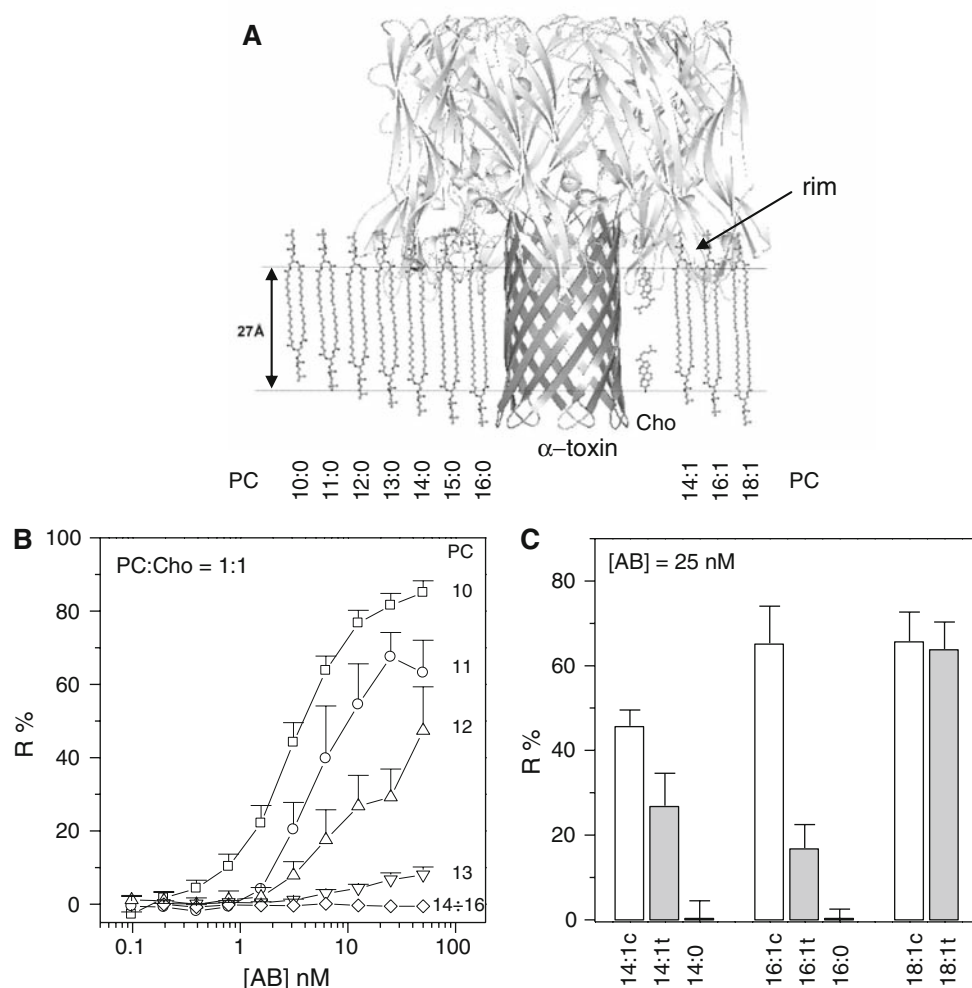 A
rim
27Å
Cho
α–toxin
PC 10:0 11:0 12:0 13:0 14:0 15:0 16:0 14:1 16:1 18:1 PC
B
PC:Cho = 1:1
PC
10
11
12
13
14÷16
100
80
60
40
20
0
R %
0.1 1 10 100
[AB] nM
C
[AB] = 25 nM
80
60
40
20
0
R %
14:1c 14:1t 14:0 16:1c 16:1t 16:0 18:1c 18:1t